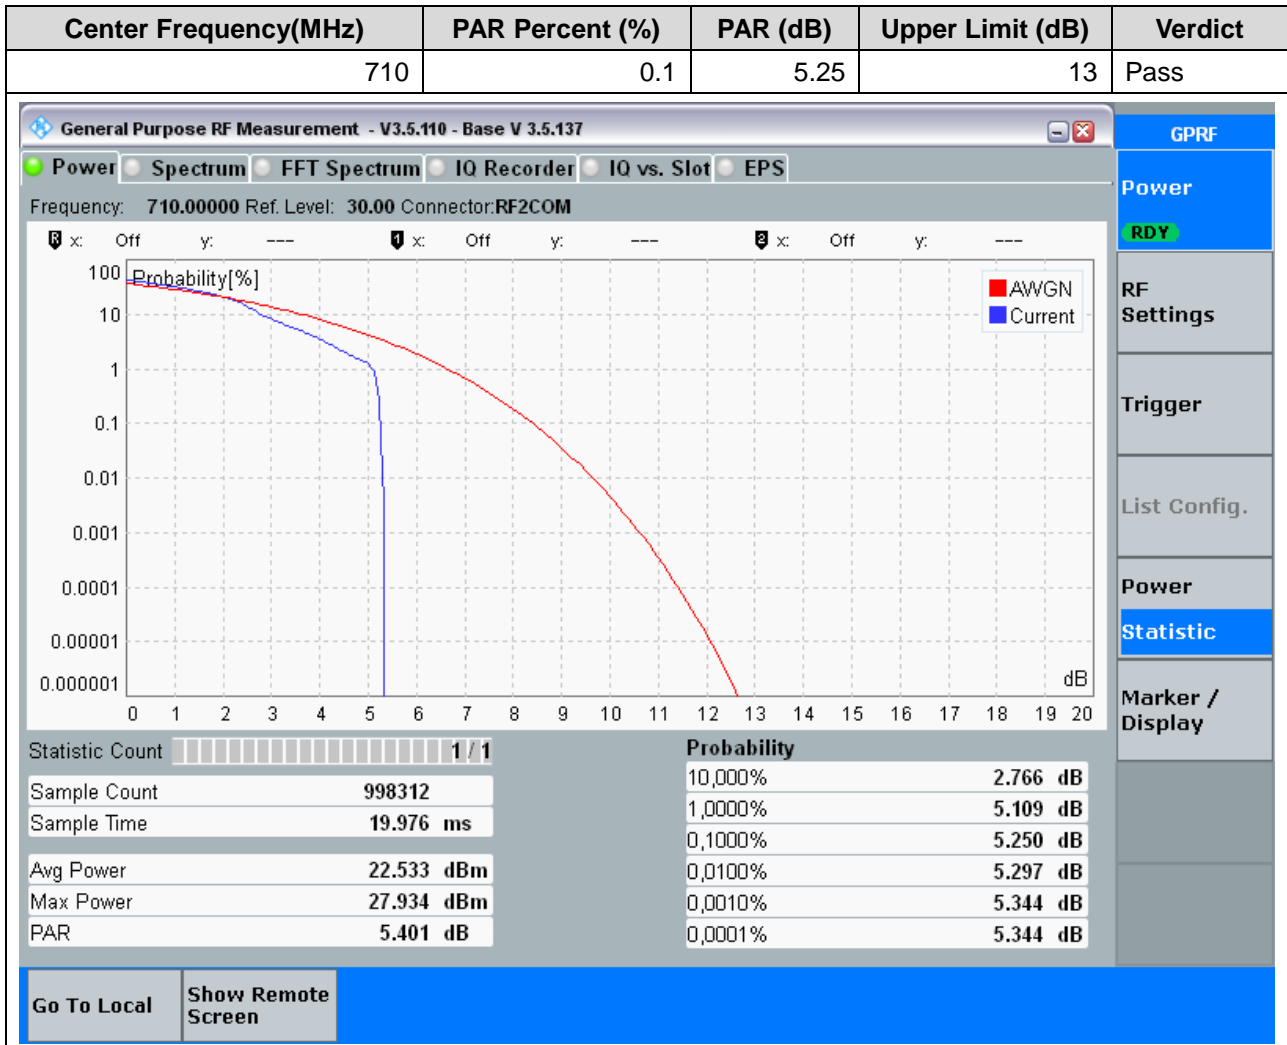 Center Frequency(MHz) PAR Percent (%) PAR (dB) Upper Limit (dB) Verdict
710 0.1 5.25 13 Pass
General Purpose RF Measurement - V3.5.110 - Base V 3.5.137
GPRF
Power Spectrum FFT Spectrum IQ Recorder IQ vs. Slot EPS
Power
RDY
Frequency: 710.00000 Ref. Level: 30.00 Connector:RF2COM
R x: Off y: --- 1 x: Off y: --- 2 x: Off y: ---
Probability[%]
AWGN
Current
100
10
1
0.1
0.01
0.001
0.0001
0.00001
0.000001
dB
0 1 2 3 4 5 6 7 8 9 10 11 12 13 14 15 16 17 18 19 20
RF
Settings
Trigger
List Config.
Power
Statistic
Marker /
Display
Statistic Count 1 / 1
Sample Count 998312
Sample Time 19.976 ms
Avg Power 22.533 dBm
Max Power 27.934 dBm
PAR 5.401 dB
Probability
10,000% 2.766 dB
1,0000% 5.109 dB
0,1000% 5.250 dB
0,0100% 5.297 dB
0,0010% 5.344 dB
0,0001% 5.344 dB
Go To Local
Show Remote
Screen